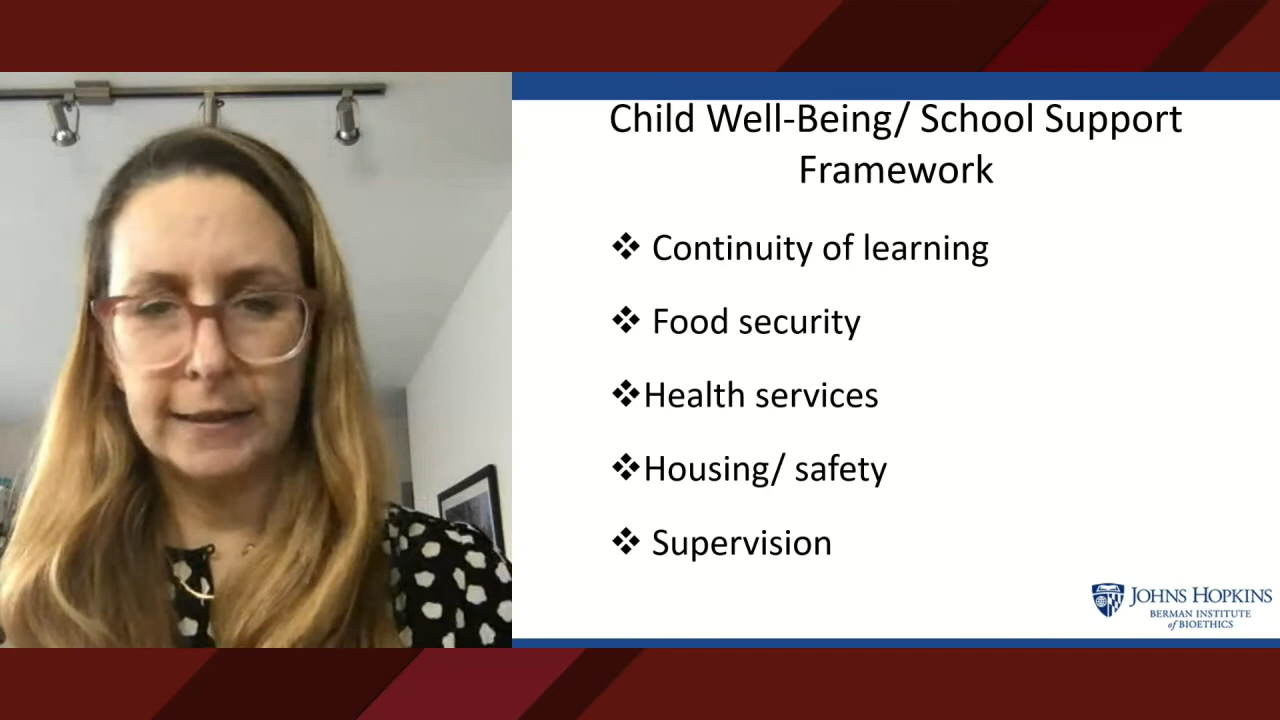 Child Well-Being/ School Support
Framework
❖ Continuity of learning
❖ Food security
❖Health services
❖Housing/ safety
❖ Supervision
JOHNS HOPKINS
BERMAN INSTITUTE
of BIOETHICS